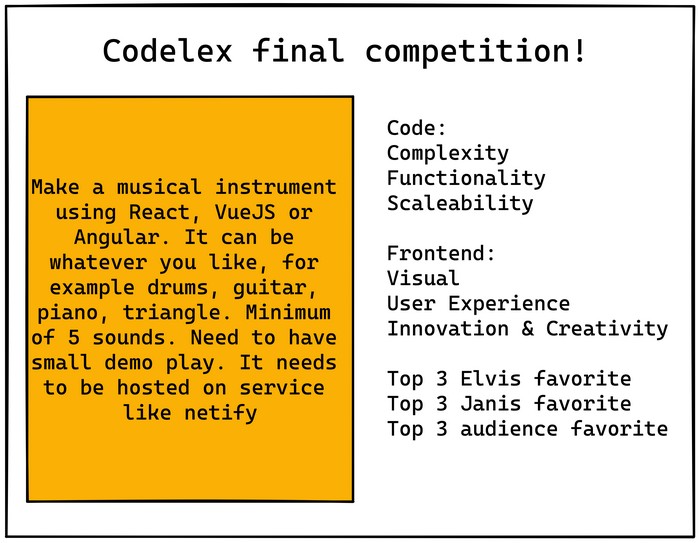 Codelex final competition!
Make a musical instrument
using React, VueJS or
Angular. It can be
whatever you like, for
example drums, guitar,
piano, triangle. Minimum
of 5 sounds. Need to have
small demo play. It needs
to be hosted on service
like netify
Code:
Complexity
Functionality
Scaleability
Frontend:
Visual
User Experience
Innovation & Creativity
Top 3 Elvis favorite
Top 3 Janis favorite
Top 3 audience favorite